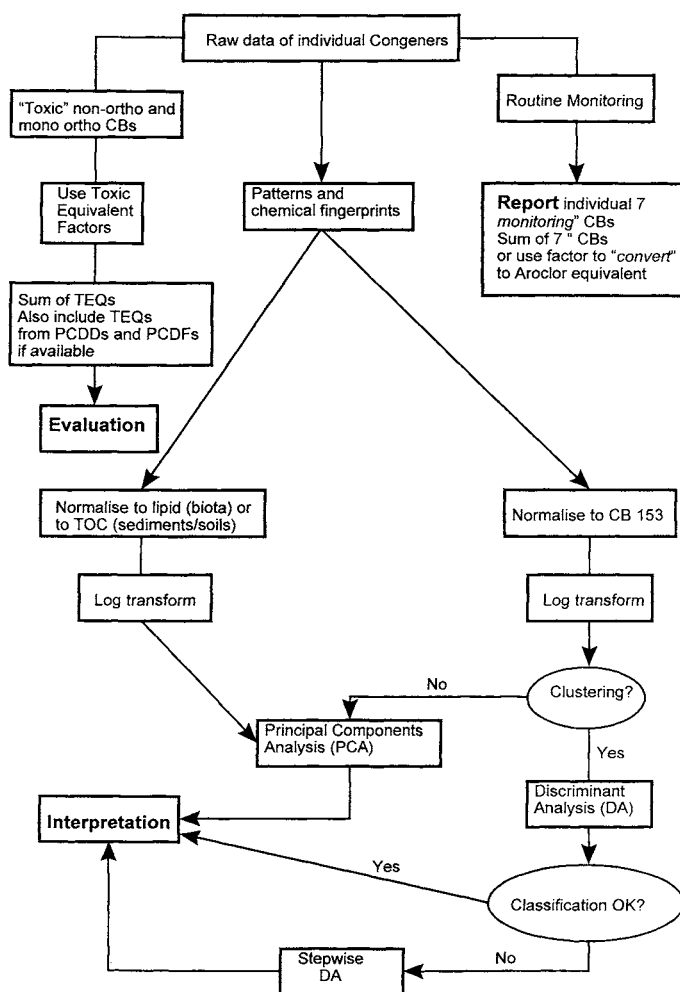 Raw data of individual Congeners
"Toxic" non-ortho and
mono ortho CBs
Routine Monitoring
Use Toxic
Equivalent
Factors
Patterns and
chemical fingerprints
Report individual 7
monitoring" CBs
Sum of 7 " CBs
or use factor to "convert"
to Aroclor equivalent
Sum of TEQs
Also include TEQs
from PCDDs and PCDFs
if available
Evaluation
Normalise to lipid (biota) or
to TOC (sediments/soils)
Normalise to CB 153
Log transform
Log transform
No
Clustering?
Principal Components
Analysis (PCA)
Yes
Discriminant
Analysis (DA)
Interpretation
Yes
Classification OK?
No
Stepwise
DA